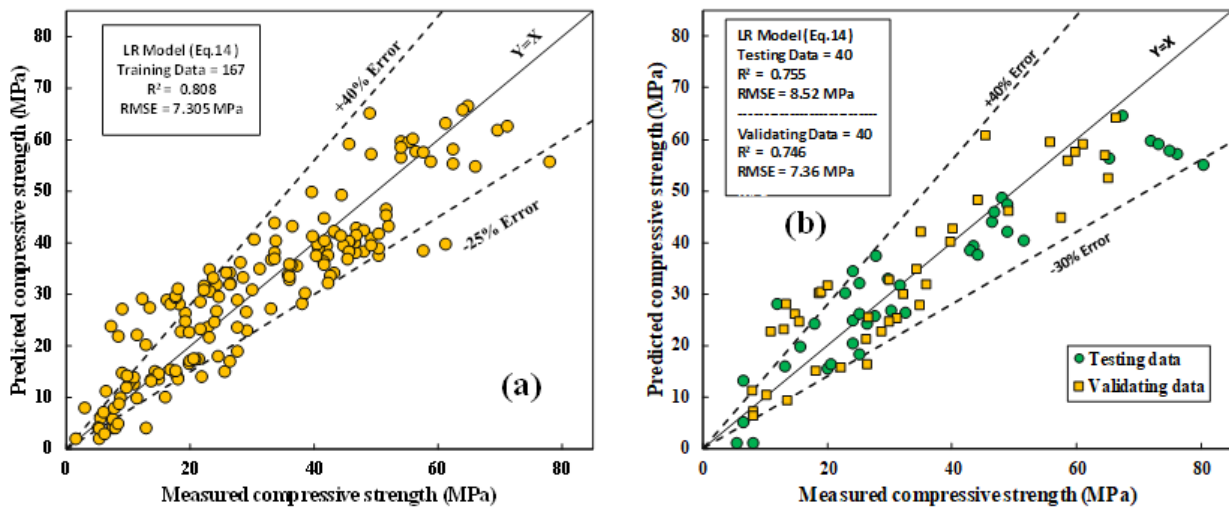 LR Model (Eq.14)
Training Data = 167
R² = 0.808
RMSE = 7.305 MPa
+40% Error
Y=X
-25% Error
(a)
80
70
60
50
40
30
20
10
0
0 20 40 60 80
Predicted compressive strength (MPa)
Measured compressive strength (MPa)
LR Model (Eq.14)
Testing Data = 40
R² = 0.755
RMSE = 8.52 MPa
----------------------------
Validating Data = 40
R² = 0.746
RMSE = 7.36 MPa
+40% Error
Y=X
-30% Error
(b)
Testing data
Validating data
80
70
60
50
40
30
20
10
0
0 20 40 60 80
Predicted compressive strength (MPa)
Measured compressive strength (MPa)